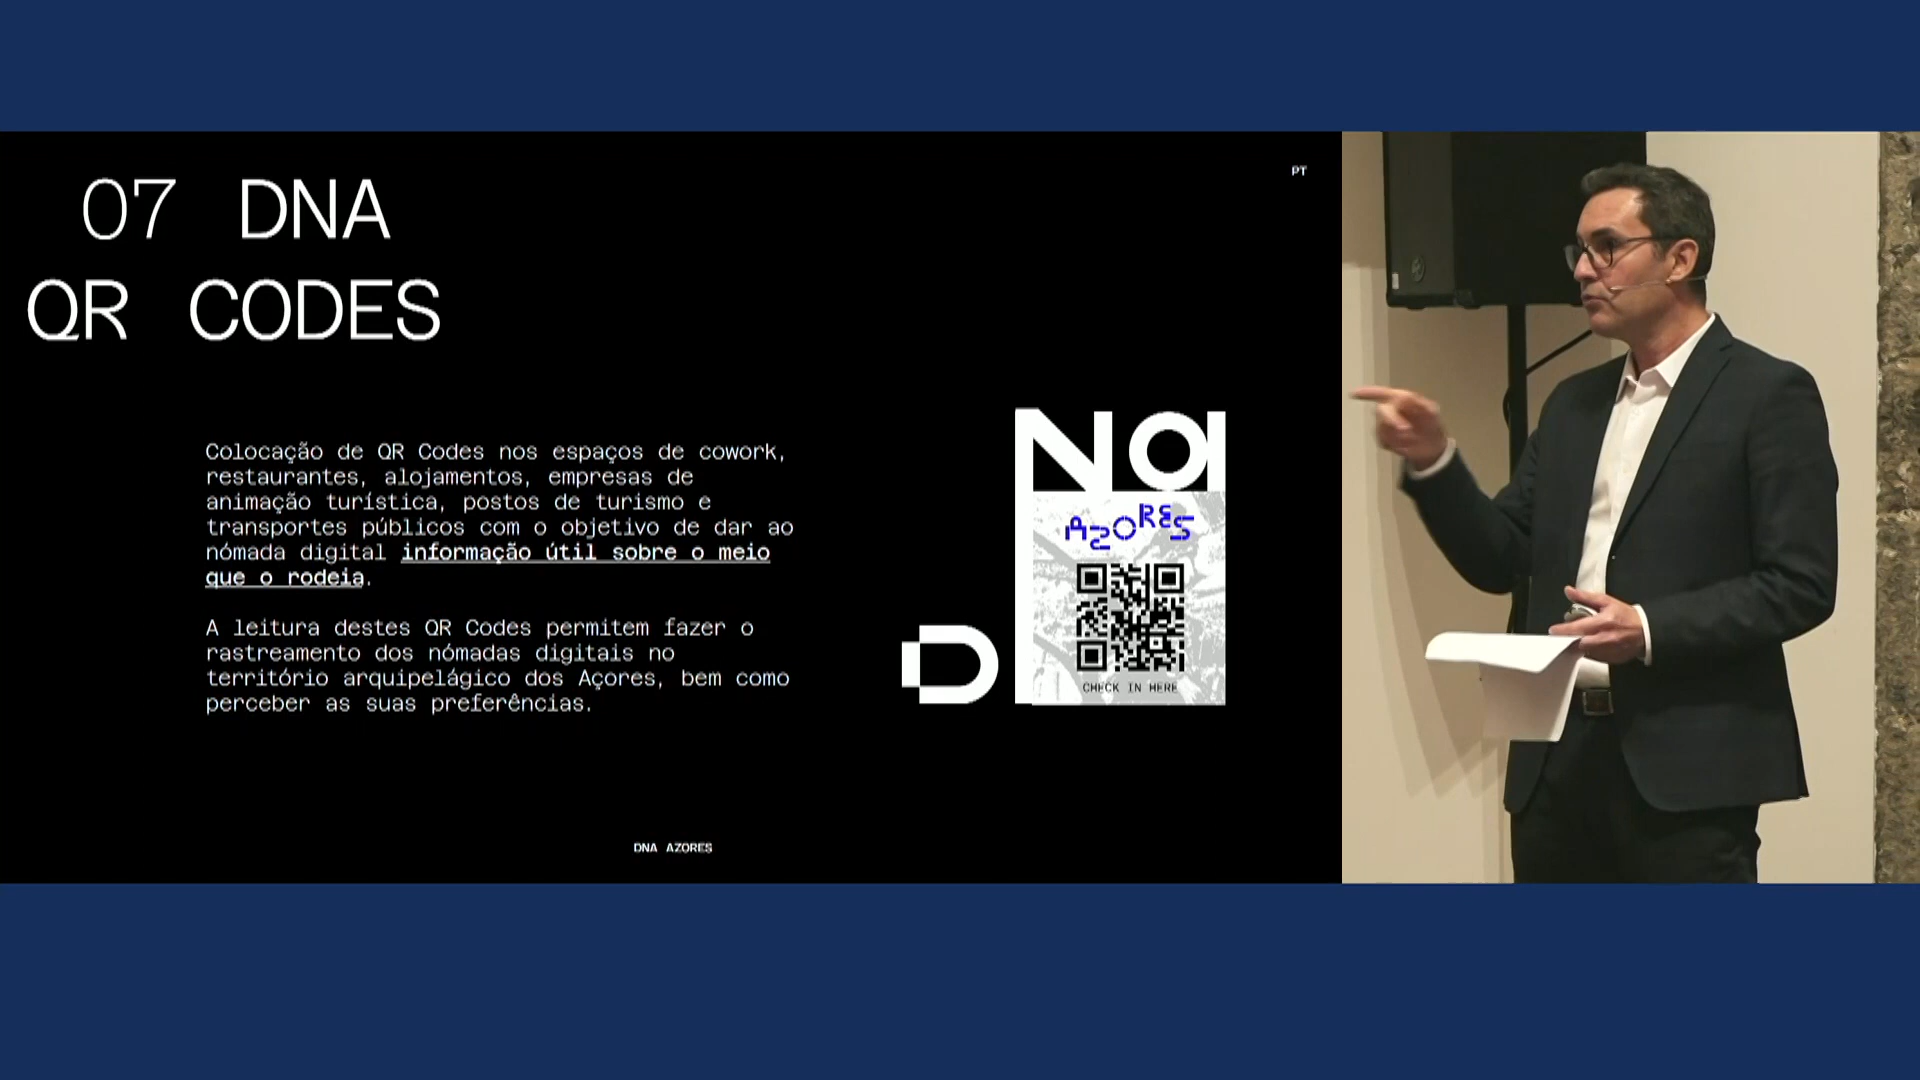 PT
07 DNA
QR CODES
Colocação de QR Codes nos espaços de cowork,
restaurantes, alojamentos, empresas de
animação turística, postos de turismo e
transportes públicos com o objetivo de dar ao
nómada digital informação útil sobre o meio
que o rodeia.
A leitura destes QR Codes permitem fazer o
rastreamento dos nómadas digitais no
território arquipelágico dos Açores, bem como
perceber as suas preferências.
D
NA
AZORES
CHECK IN HERE
DNA AZORES